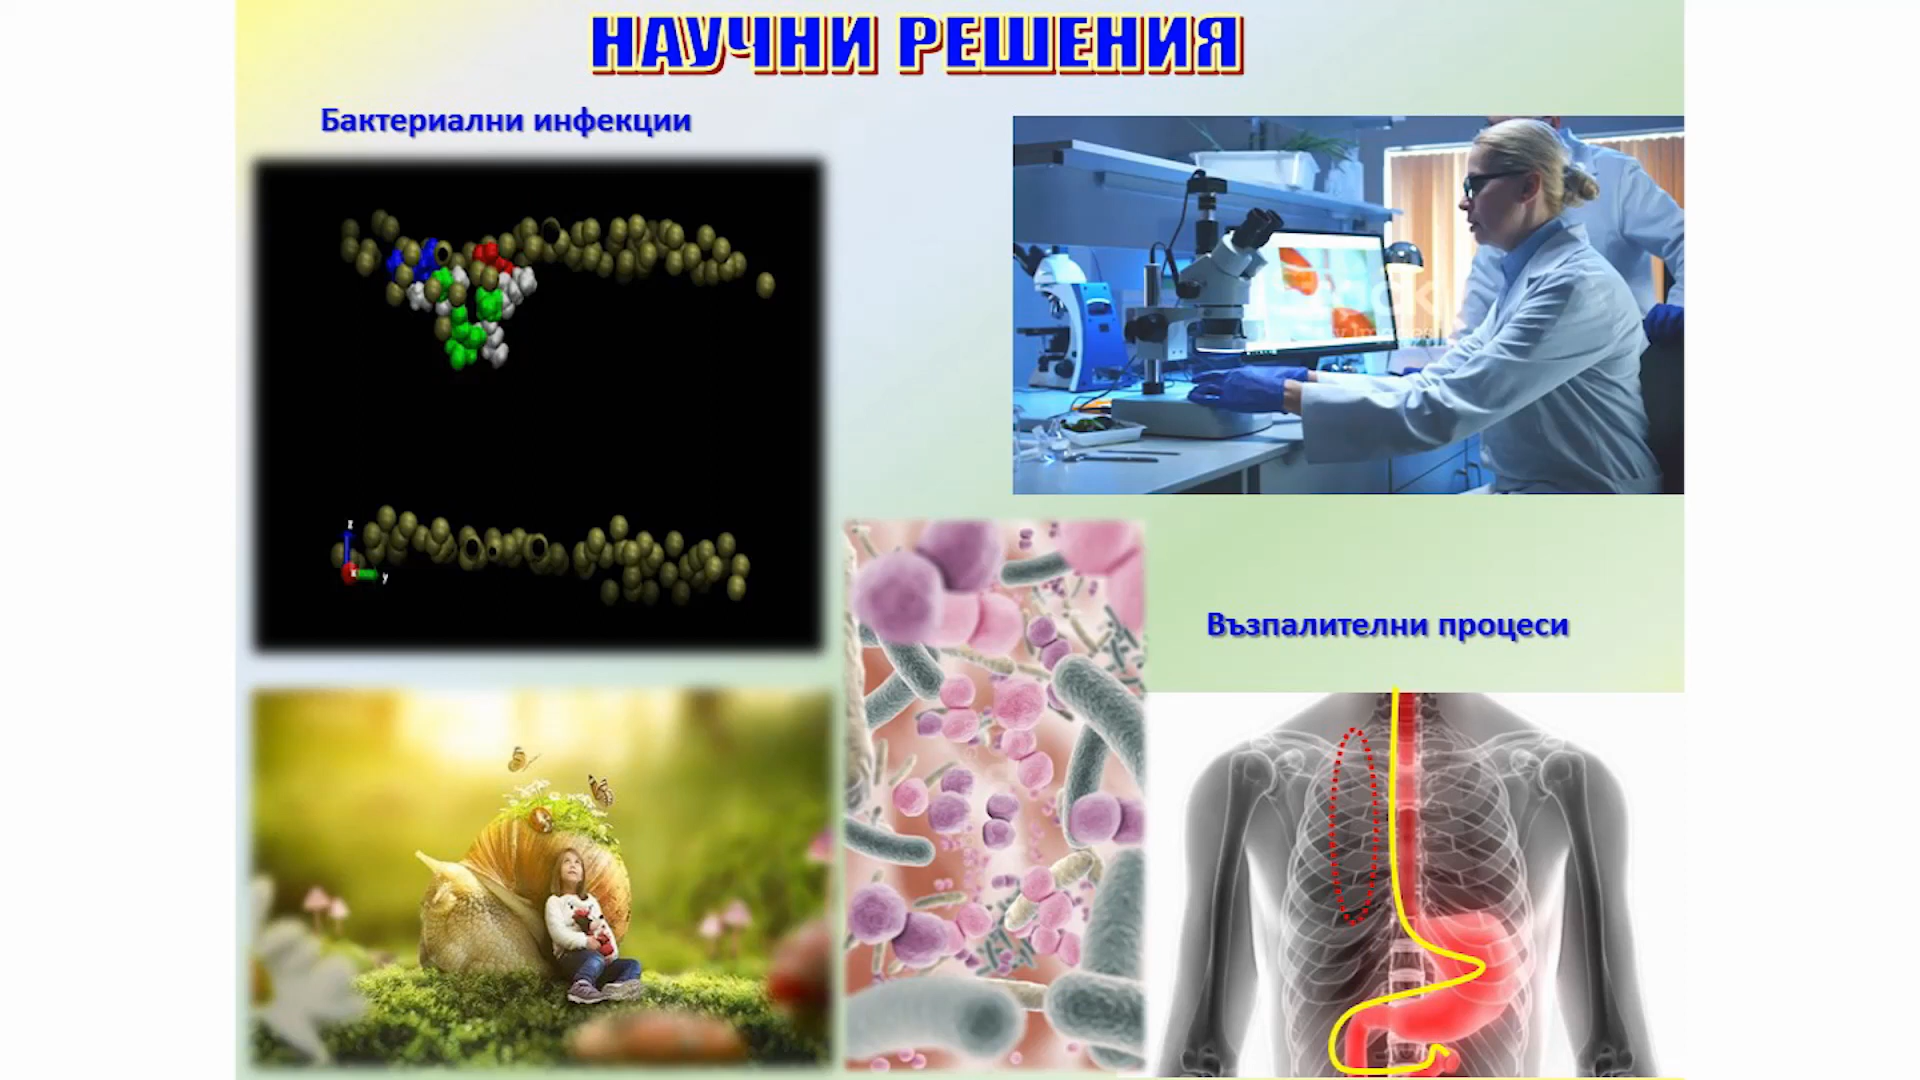 НАУЧНИ РЕШЕНИЯ
Бактериални инфекции
z
x
y
Възпалителни процеси